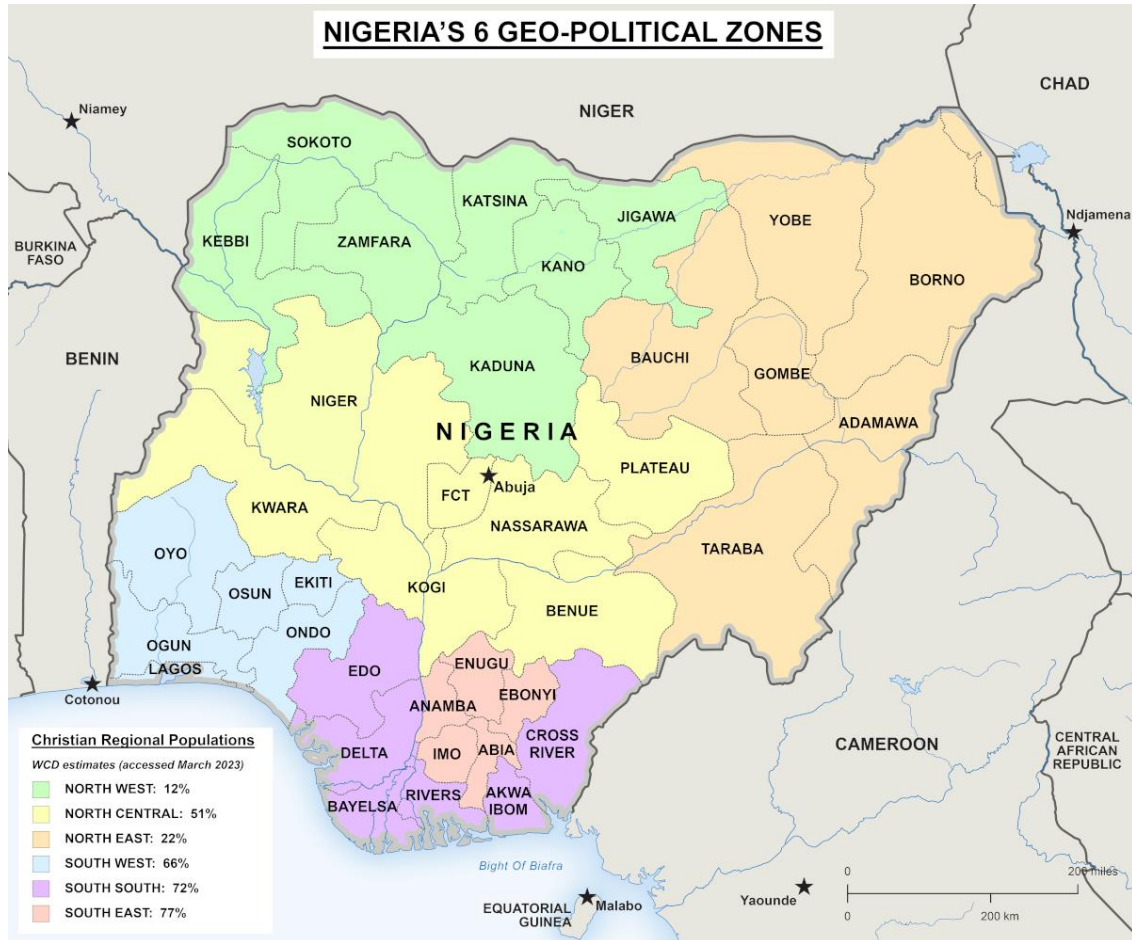 NIGERIA'S 6 GEO-POLITICAL ZONES
CHAD
NIGER
Niamey
SOKOTO
KATSINA
JIGAWA
YOBE
Ndjamena
KEBBI
ZAMFARA
BURKINA
FASO
KANO
BORNO
BENIN
BAUCHI
KADUNA
GOMBE
NIGER
ADAMAWA
NIGERIA
PLATEAU
FCT
Abuja
KWARA
NASSARAWA
OYO
TARABA
EKITI
OSUN
KOGI
BENUE
ONDO
OGUN
LAGOS
EDO
ENUGU
Cotonou
EBONYI
ANAMBA
CROSS
RIVER
DELTA
IMO
ABIA
CAMEROON
CENTRAL
AFRICAN
REPUBLIC
BAYELSA
RIVERS
AKWA
IBOM
Bight Of Biafra
EQUATORIAL
GUINEA
Malabo
Yaounde
0
200 miles
0
200 km
Christian Regional Populations
WCD estimates (accessed March 2023)
NORTH WEST: 12%
NORTH CENTRAL: 51%
NORTH EAST: 22%
SOUTH WEST: 66%
SOUTH SOUTH: 72%
SOUTH EAST: 77%